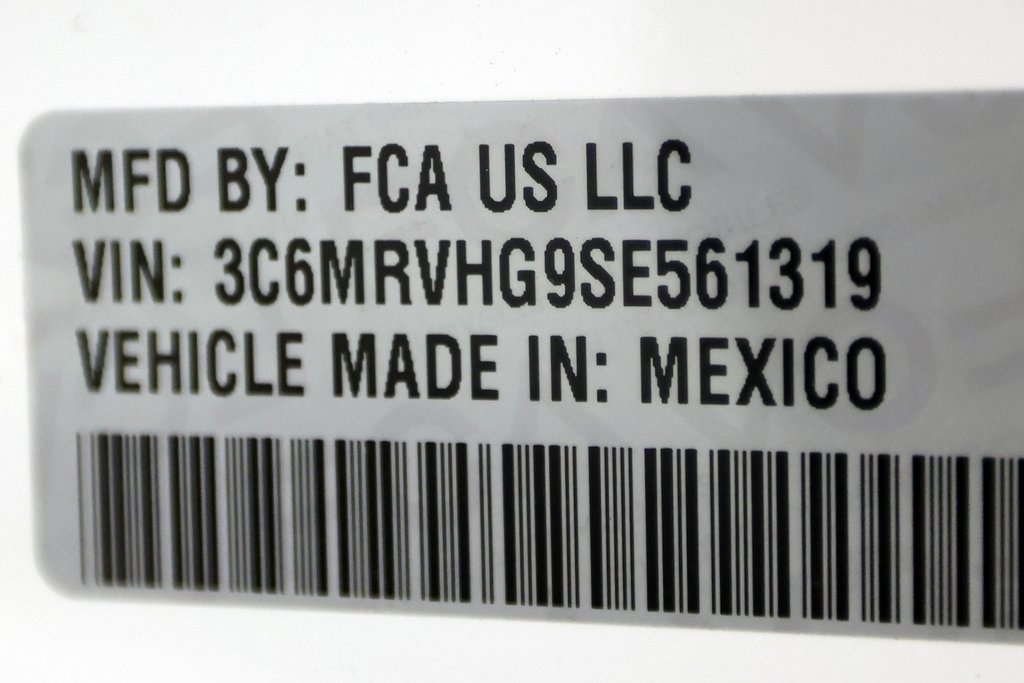 MFD BY: FCA US LLC
VIN: 3C6MRVHG9SE561319
VEHICLE MADE IN: MEXICO